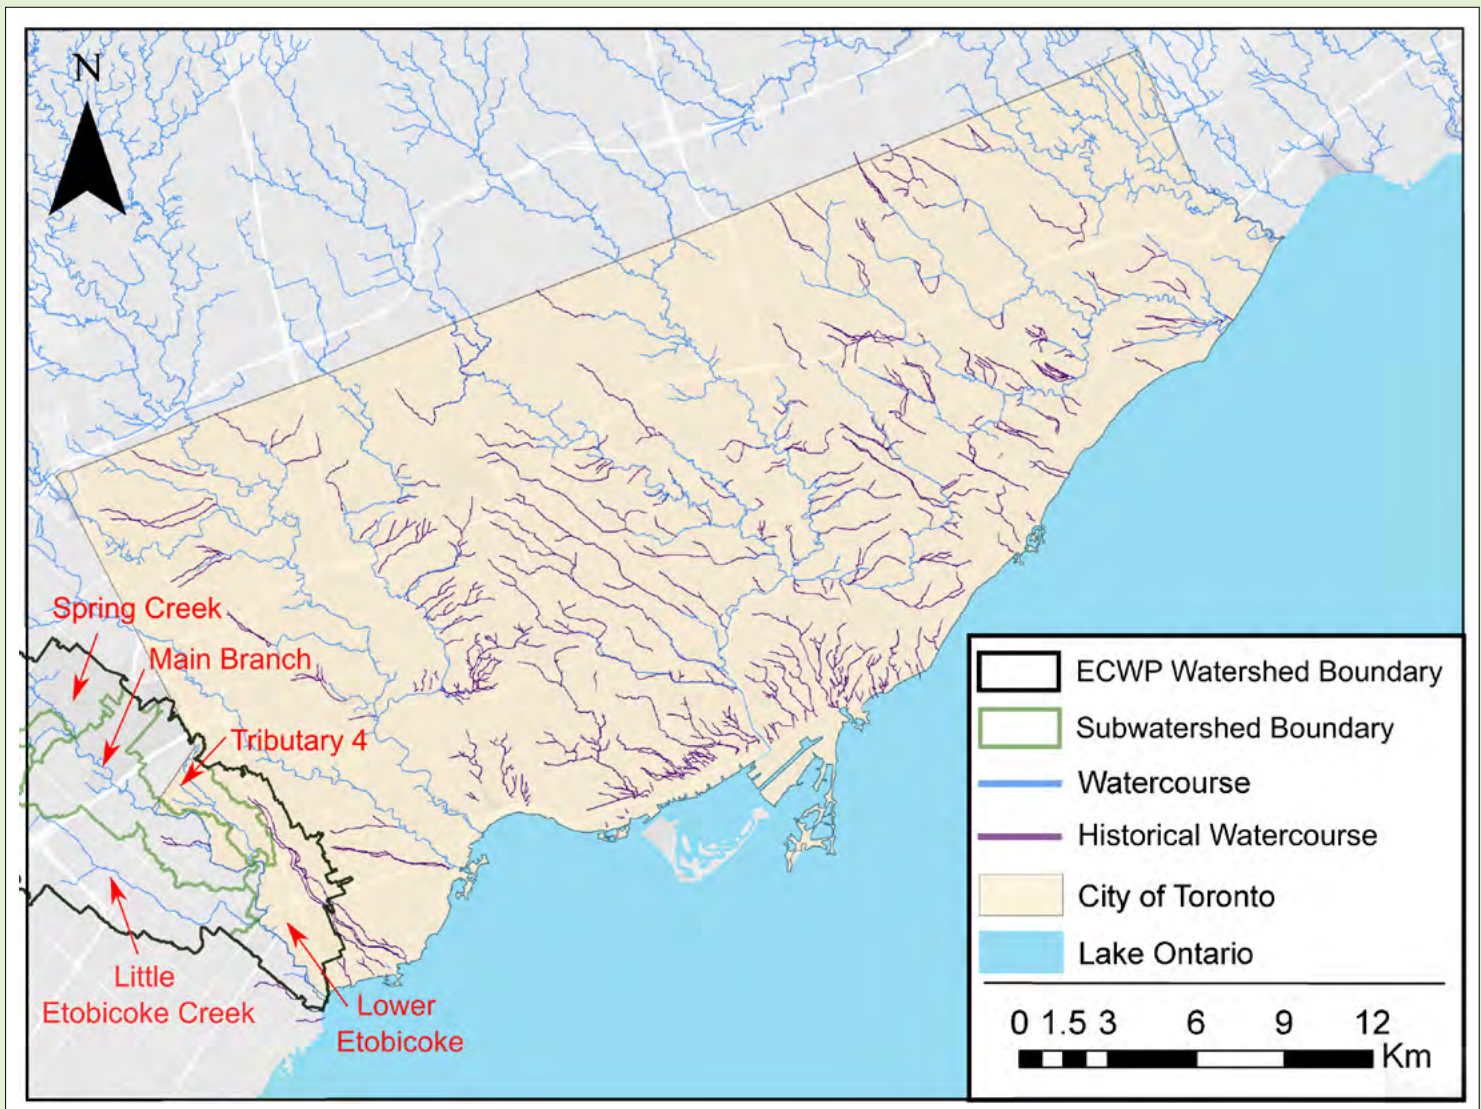 N
Spring Creek
Main Branch
Tributary 4
Little
Etobicoke Creek
Lower
Etobicoke
ECWP Watershed Boundary
Subwatershed Boundary
Watercourse
Historical Watercourse
City of Toronto
Lake Ontario
0 1.5 3 6 9 12
Km